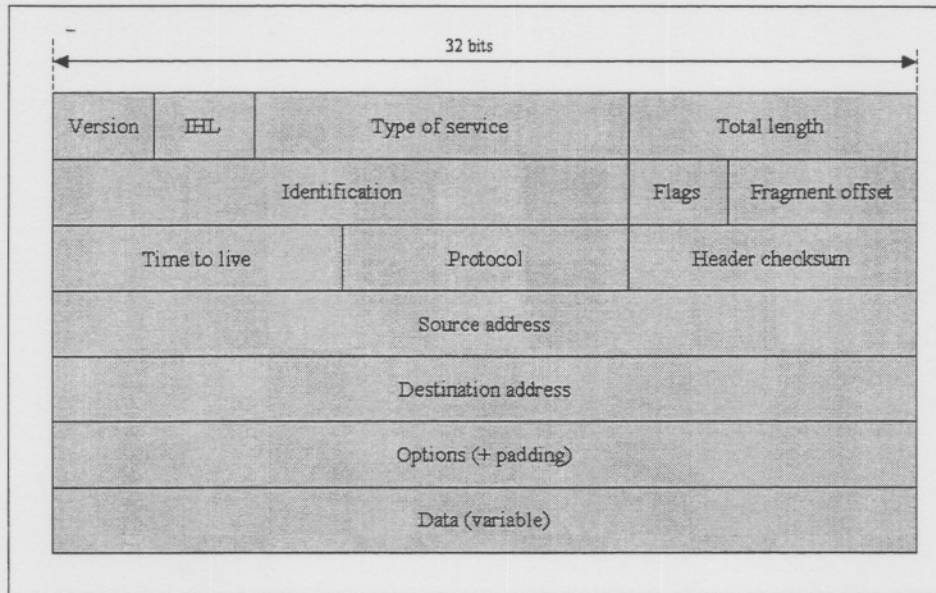 32 bits
Version IHL Type of service Total length
Identification Flags Fragment offset
Time to live Protocol Header checksum
Source address
Destination address
Options (+ padding)
Data (variable)